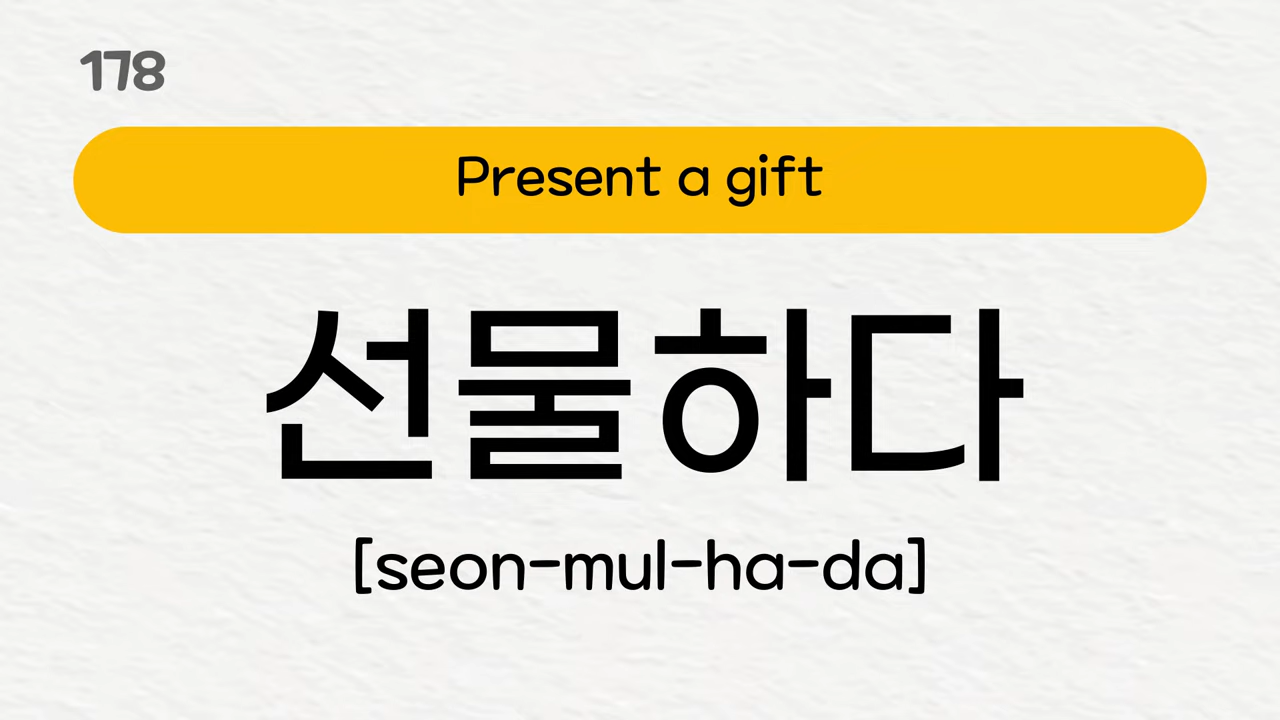 178
Present a gift
선물하다
[seon-mul-ha-da]